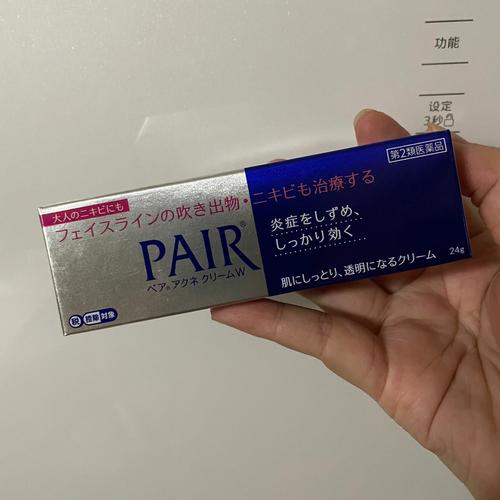 功能
设定
3秒
第2類医薬品
大人のニキビにも
フェイスラインの吹き出物・ニキビも治療する
炎症をしずめ、
しっかり効く
PAIR®
ペア®アクネクリームW
24g
肌にしっとり、透明になるクリーム
税 控除対象